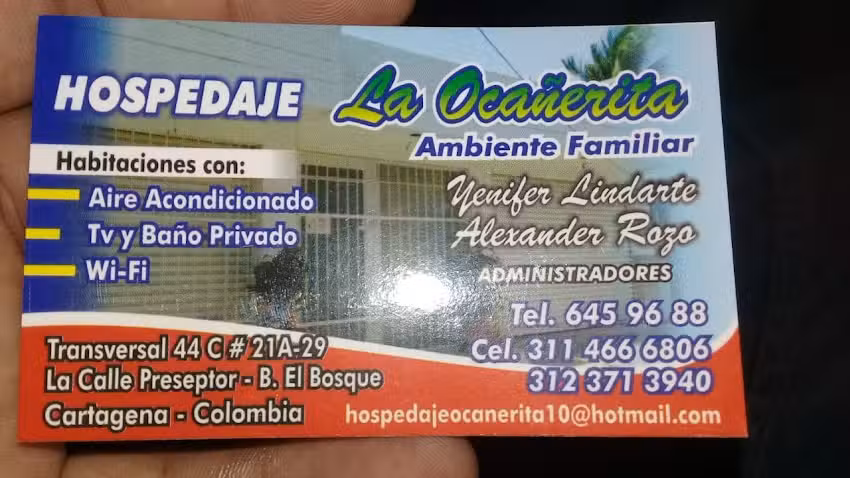 HOSPEDAJE
La Ocañerita
Ambiente Familiar
Habitaciones con:
Aire Acondicionado
Tv y Baño Privado
Wi-Fi
Yenifer Lindarte
Alexander Rozo
ADMINISTRADORES
Tel. 645 96 88
Cel. 311 466 6806
312 371 3940
Transversal 44 C # 21A-29
La Calle Preseptor - B. El Bosque
Cartagena - Colombia
hospedajeocanerita10@hotmail.com